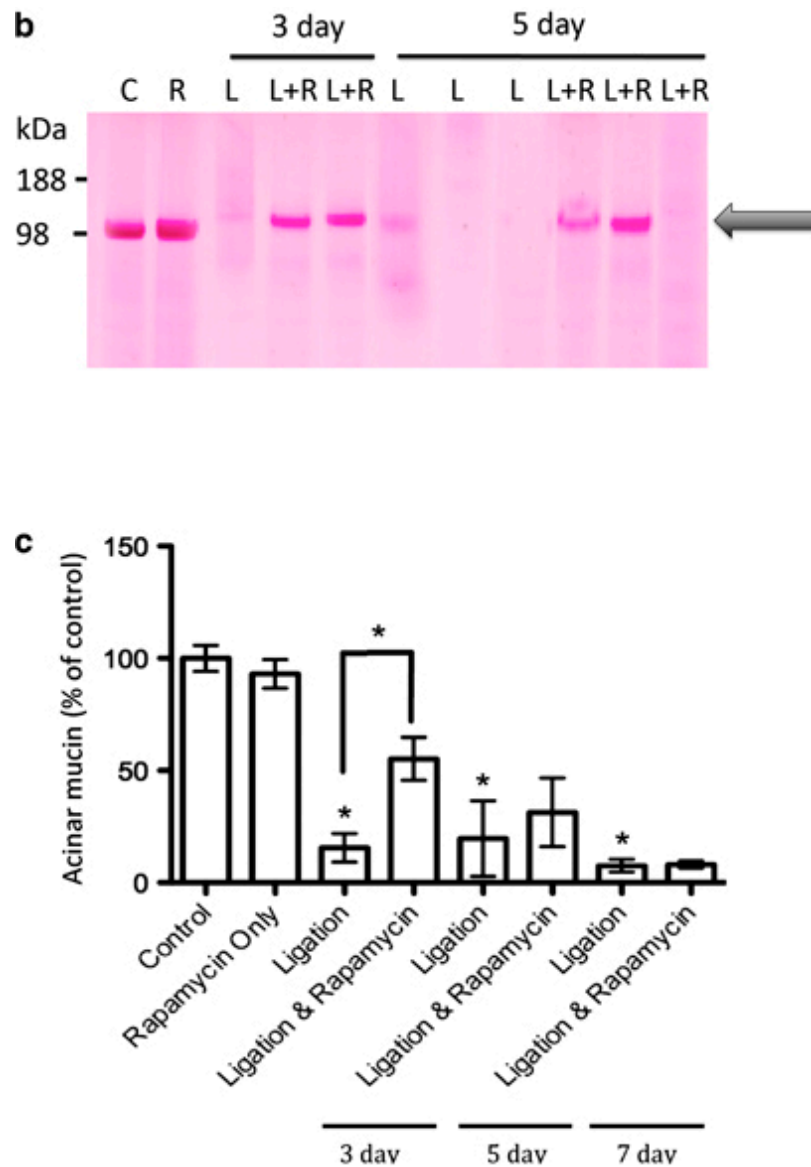 b
3 day 5 day
C R L L+R L+R L L L L+R L+R L+R
kDa
188
98
c
Acinar mucin (% of control)
150
100
50
0
*
*
*
*
Control
Rapamycin Only
Ligation
Ligation & Rapamycin
Ligation
Ligation & Rapamycin
Ligation
Ligation & Rapamycin
3 day 5 day 7 day